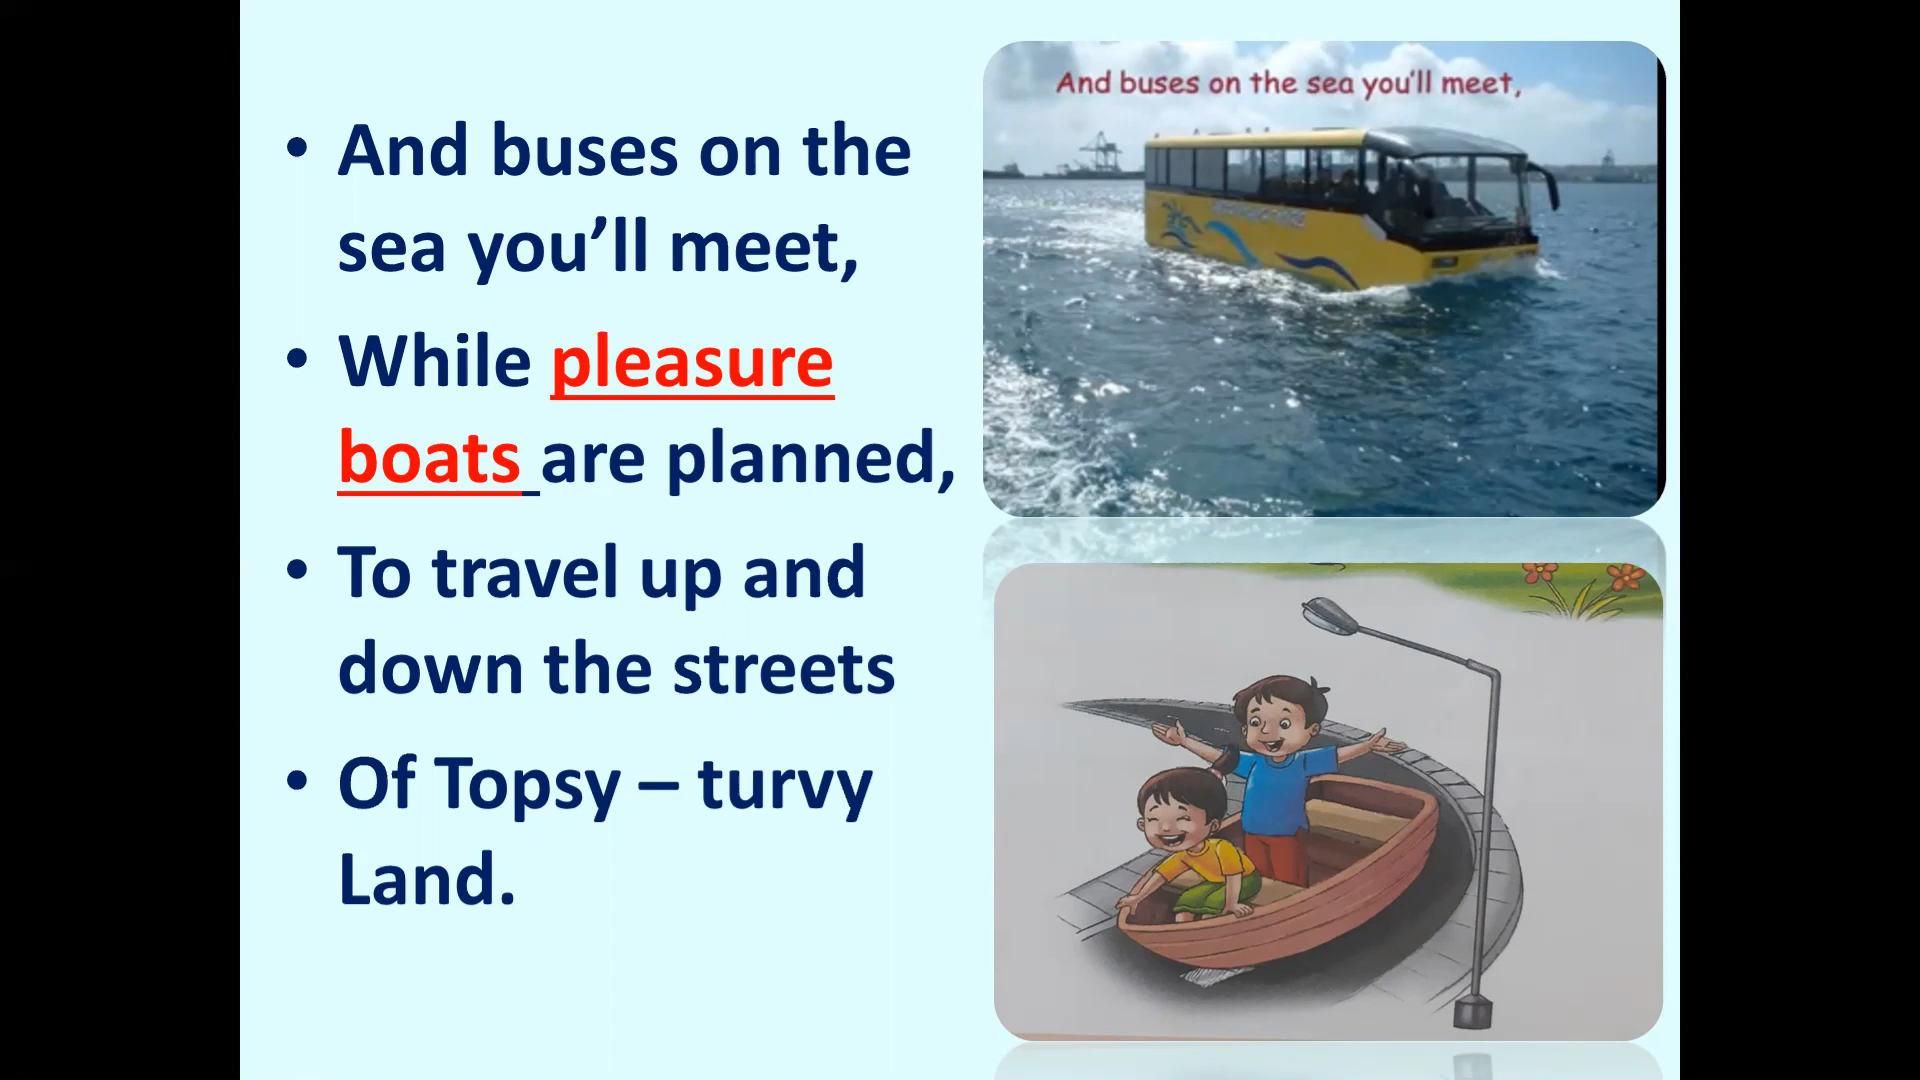 • And buses on the
sea you’ll meet,
• While pleasure
boats are planned,
• To travel up and
down the streets
• Of Topsy – turvy
Land.
And buses on the sea you'll meet,